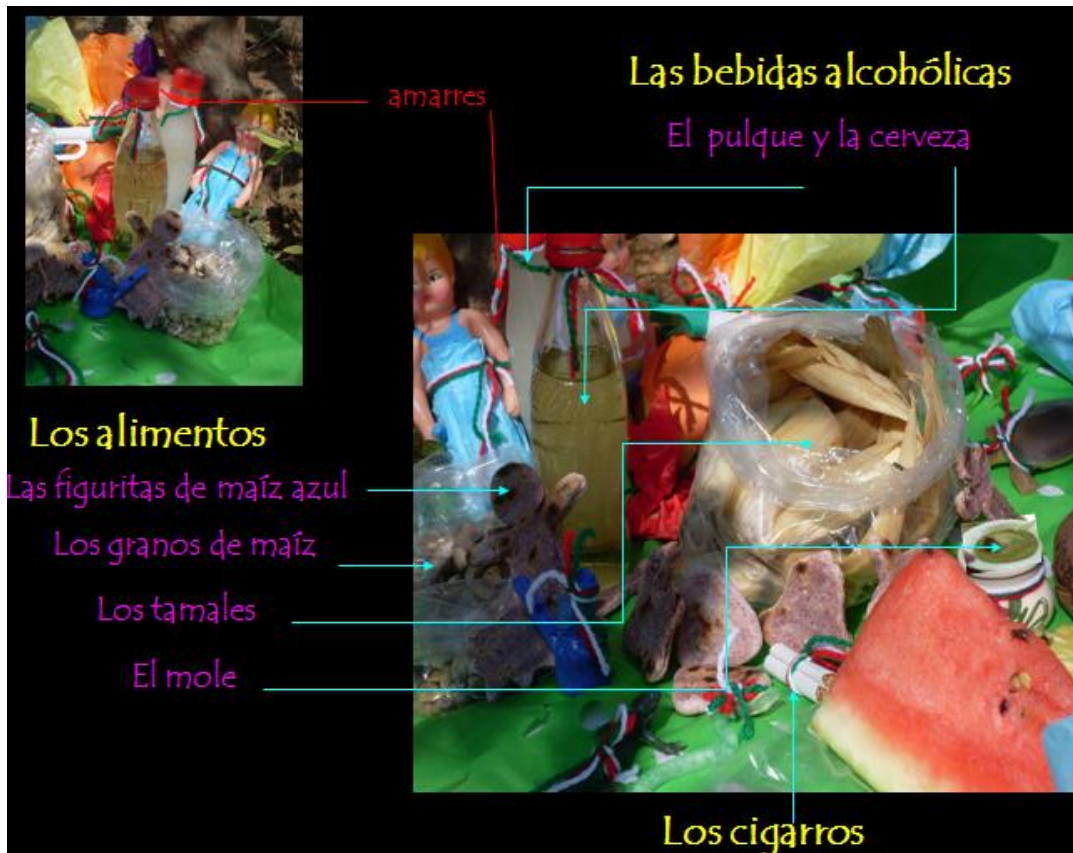 amarres
Las bebidas alcohólicas
El pulque y la cerveza
Los alimentos
Las figuritas de maíz azul
Los granos de maíz
Los tamales
El mole
Los cigarros